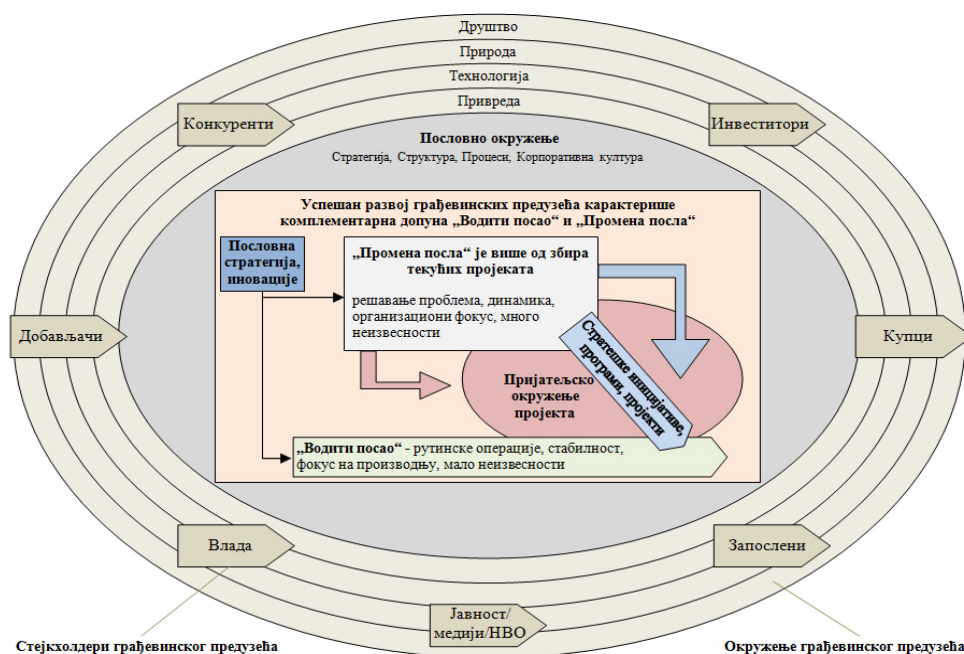 Друштво
Природа
Технологија
Привреда
Конкуренти
Инвеститори
Пословно окружење
Стратегија, Структура, Процеси, Корпоративна култура
Успешан развој грађевинских предузећа карактерише
комплементарна допуна „Водити посао“ и „Промена посла“
Пословна
стратегија,
иновације
„Промена посла“ је више од збира
текућих пројеката
решавање проблема, динамика,
организациони фокус, много
неизвесности
Добављачи
Купци
Стратешке иницијативе,
програми, пројекти
Пријатељско
окружење
пројекта
„Водити посао“ - рутинске операције, стабилност,
фокус на производњу, мало неизвесности
Влада
Запослени
Јавност/
медији/НВО
Стејкхолдери грађевинског предузећа
Окружење грађевинског предузећа